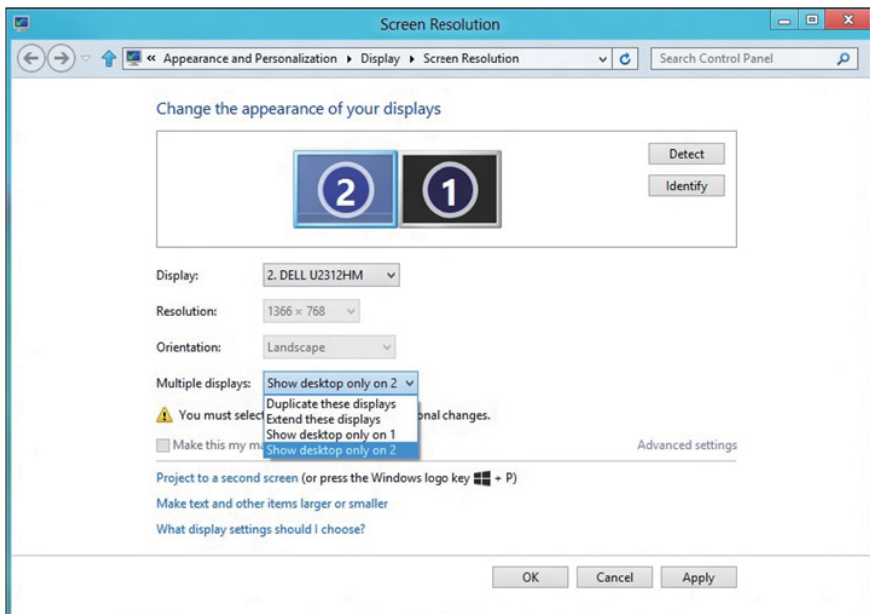 Screen Resolution
« Appearance and Personalization Display Screen Resolution
Search Control Panel
Change the appearance of your displays
2 1
Detect
Identify
Display: 2. DELL U2312HM
Resolution: 1366 × 768
Orientation: Landscape
Multiple displays: Show desktop only on 2
Duplicate these displays
You must selec onal changes.
Extend these displays
Show desktop only on 1
Make this my ma Advanced settings
Show desktop only on 2
Project to a second screen (or press the Windows logo key + P)
Make text and other items larger or smaller
What display settings should I choose?
OK Cancel Apply